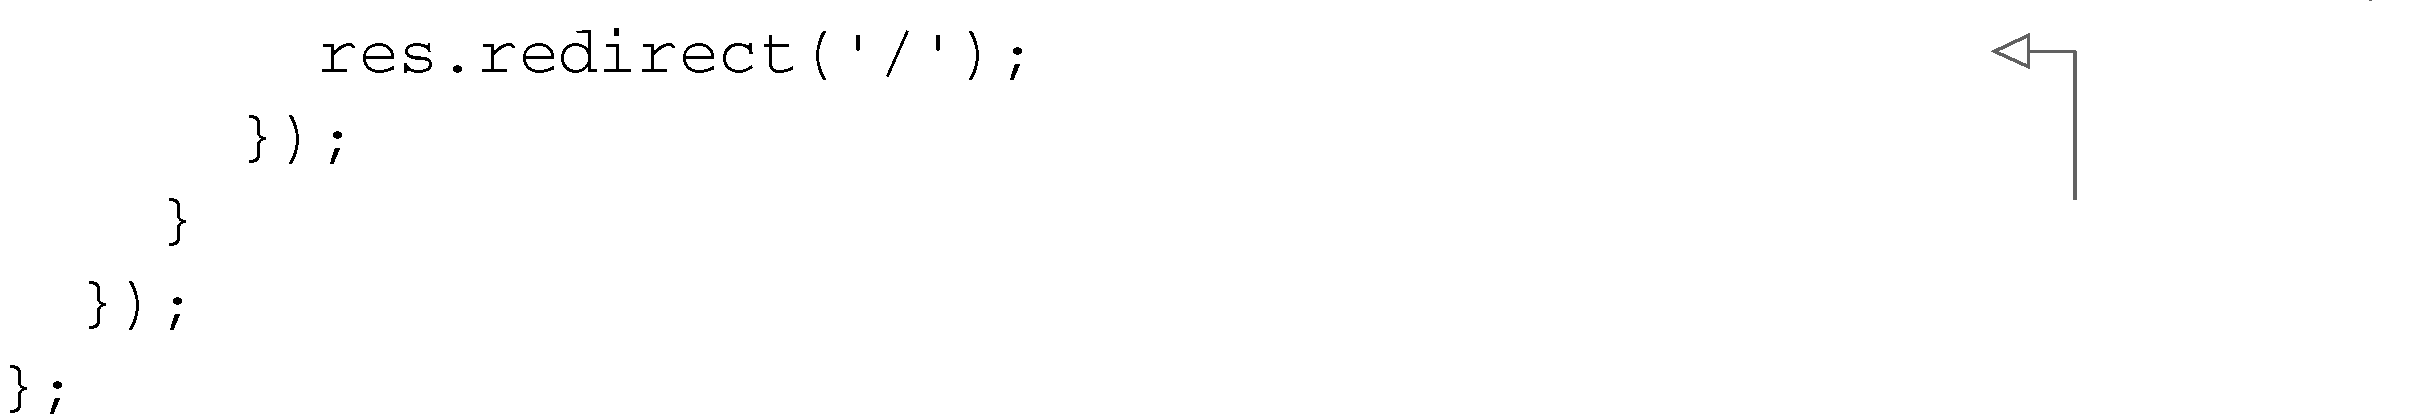 res.redirect('/');
      });
    }
  });
};